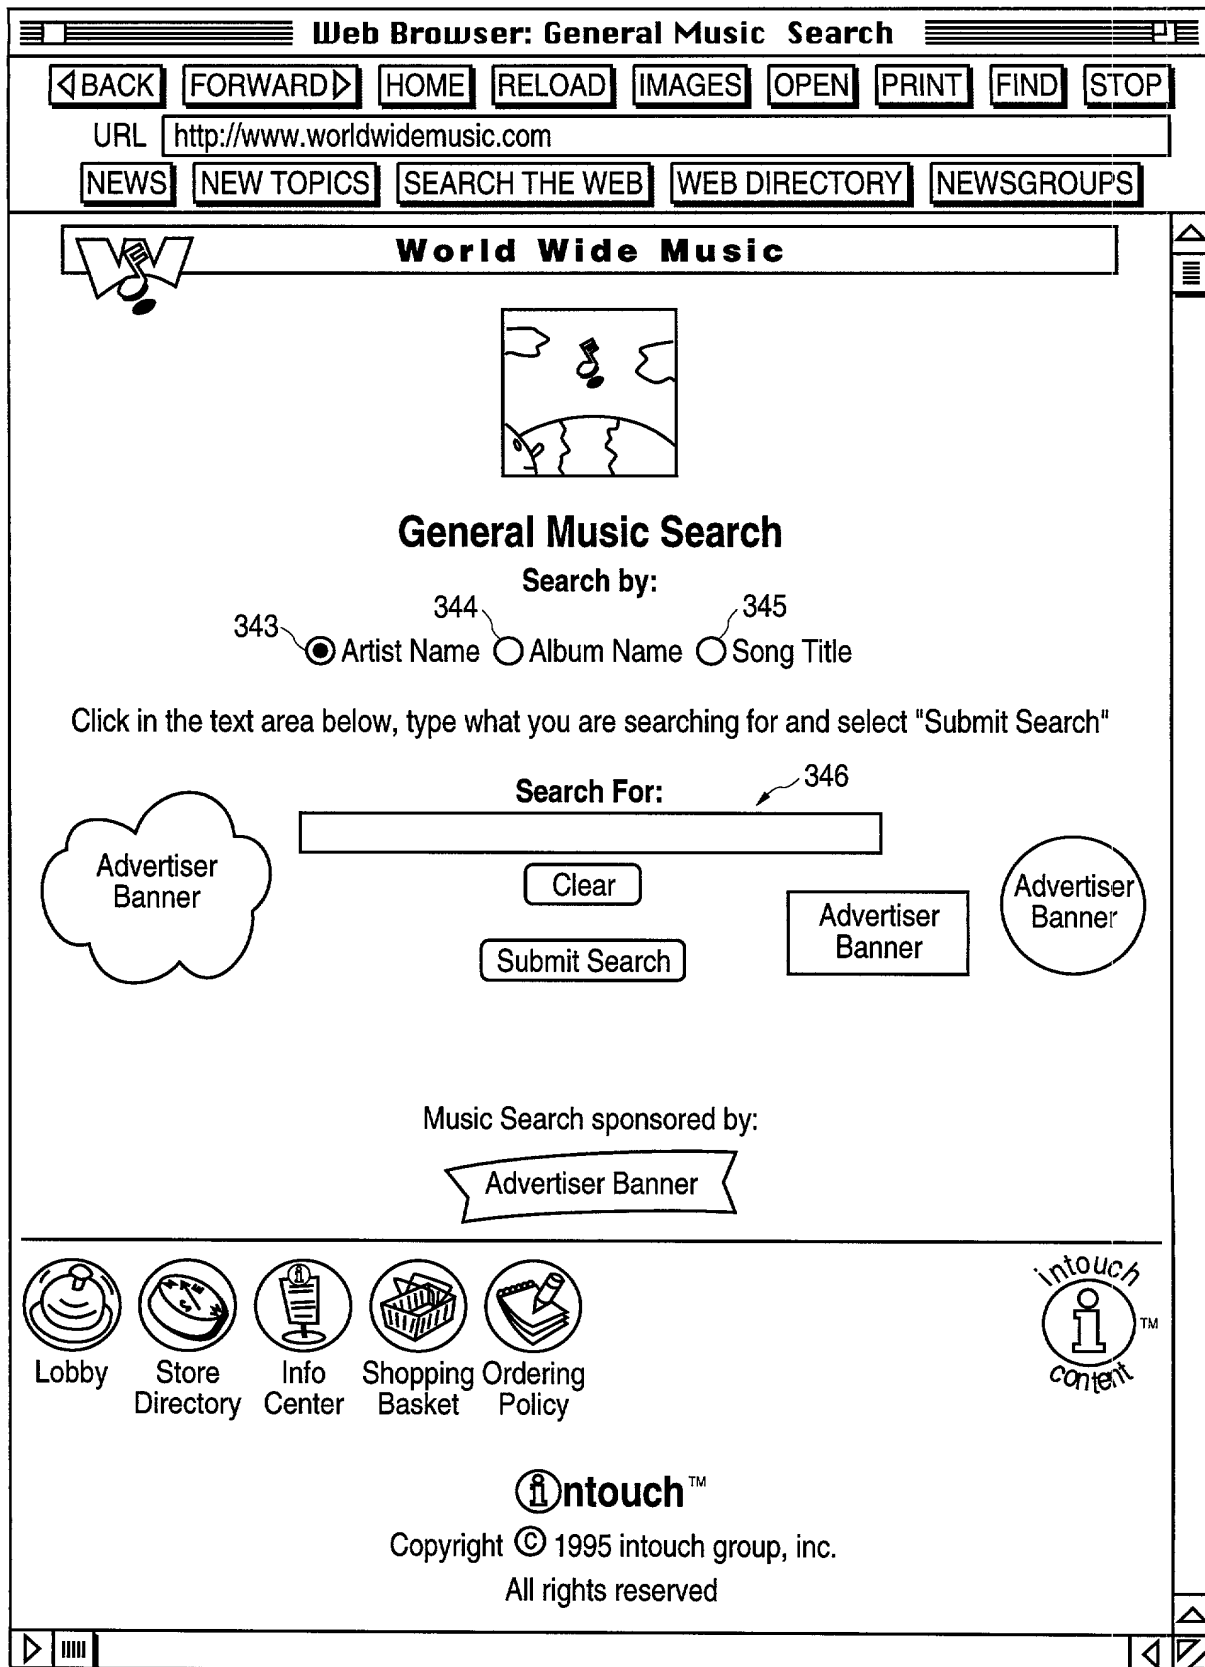 Web Browser: General Music Search
BACK FORWARD HOME RELOAD IMAGES OPEN PRINT FIND STOP
URL http://www.worldwidemusic.com
NEWS NEW TOPICS SEARCH THE WEB WEB DIRECTORY NEWSGROUPS
W World Wide Music
General Music Search
Search by:
343 344 345
Artist Name Album Name Song Title
Click in the text area below, type what you are searching for and select "Submit Search"
Search For: 346
Advertiser
Banner
Clear
Submit Search
Advertiser
Banner
Advertiser
Banner
Music Search sponsored by:
Advertiser Banner
Lobby
Store
Directory
Info
Center
Shopping
Basket
Ordering
Policy
intouch
i TM
content
intouch™
Copyright © 1995 intouch group, inc.
All rights reserved